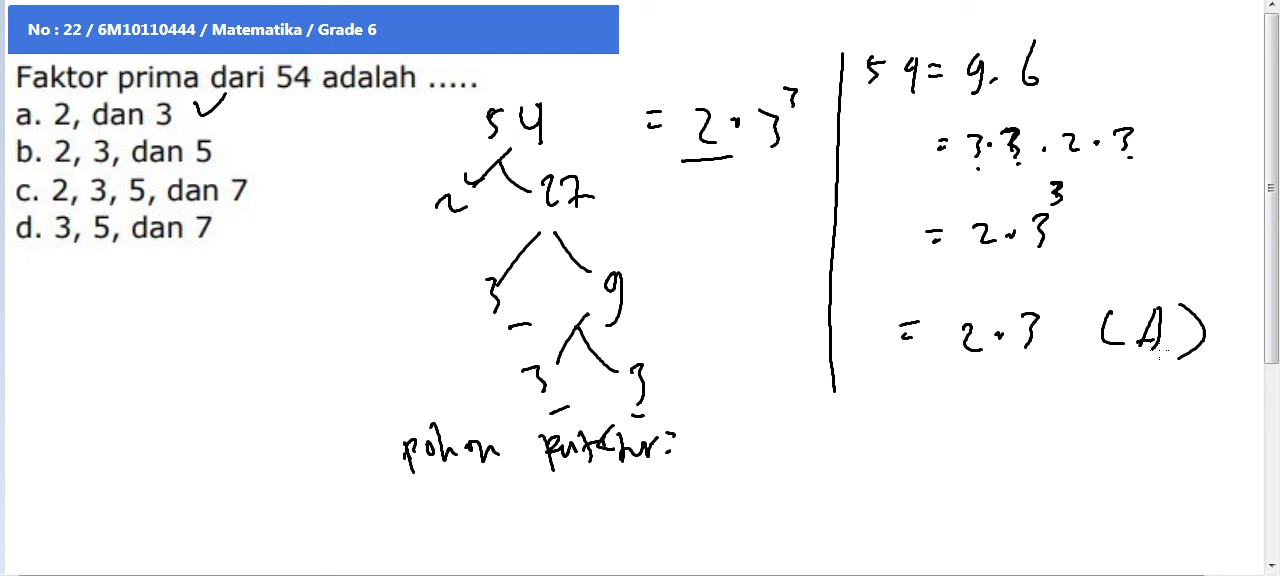 No : 22 / 6M10110444 / Matematika / Grade 6
Faktor prima dari 54 adalah .....
a. 2, dan 3 ✓
b. 2, 3, dan 5
c. 2, 3, 5, dan 7
d. 3, 5, dan 7
54 = 2 · 3³
2 27
3 9
3 3
pohon
54 = 9 . 6
= 3 · 3 . 2 · 3
= 2 · 3³
= 2 · 3 (A)